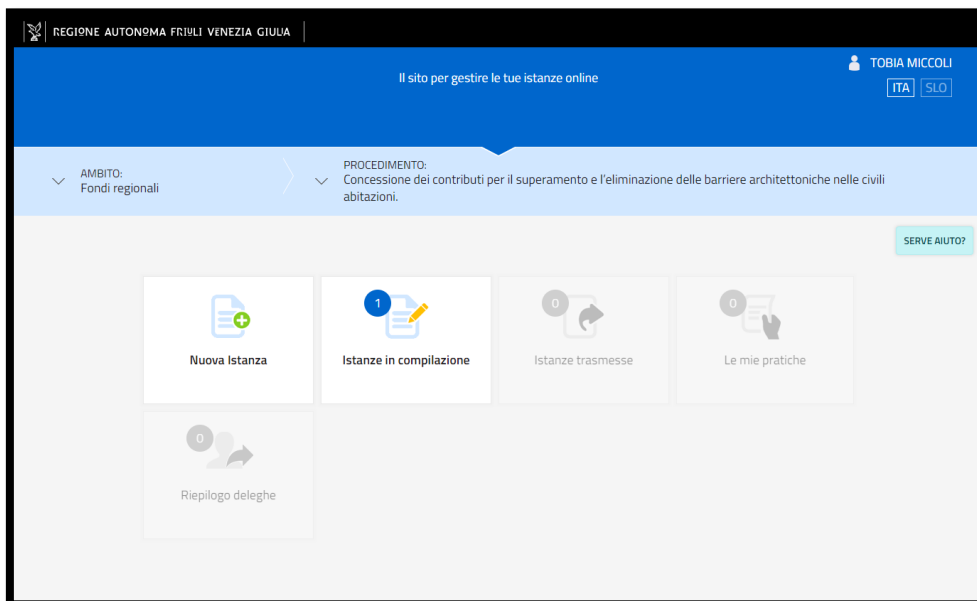 REGIONE AUTONOMA FRIULI VENEZIA GIULIA
TOBIA MICCOLI
Il sito per gestire le tue istanze online
ITA SLO
AMBITO:
Fondi regionali
PROCEDIMENTO:
Concessione dei contributi per il superamento e l'eliminazione delle barriere architettoniche nelle civili
abitazioni.
SERVE AIUTO?
1
0
0
Nuova Istanza
Istanze in compilazione
Istanze trasmesse
Le mie pratiche
0
Riepilogo deleghe